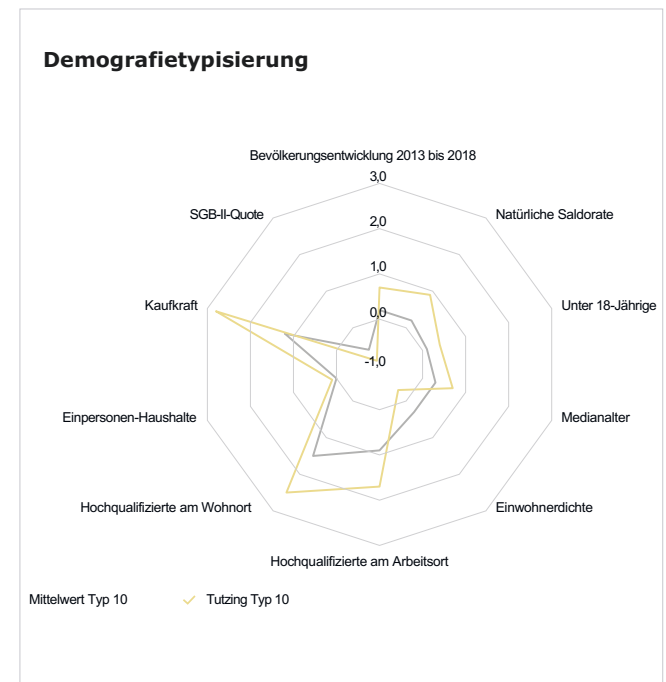 Demografietypisierung
Bevölkerungsentwicklung 2013 bis 2018
3,0
SGB-II-Quote
Natürliche Saldorate
2,0
1,0
Kaufkraft
Unter 18-Jährige
0,0
-1,0
Einpersonen-Haushalte
Medianalter
Hochqualifizierte am Wohnort
Einwohnerdichte
Hochqualifizierte am Arbeitsort
Mittelwert Typ 10
Tutzing Typ 10